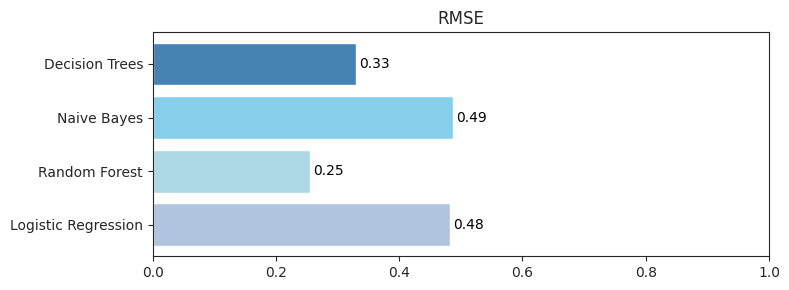 RMSE
Decision Trees
0.33
Naive Bayes
0.49
Random Forest
0.25
Logistic Regression
0.48
0.0 0.2 0.4 0.6 0.8 1.0